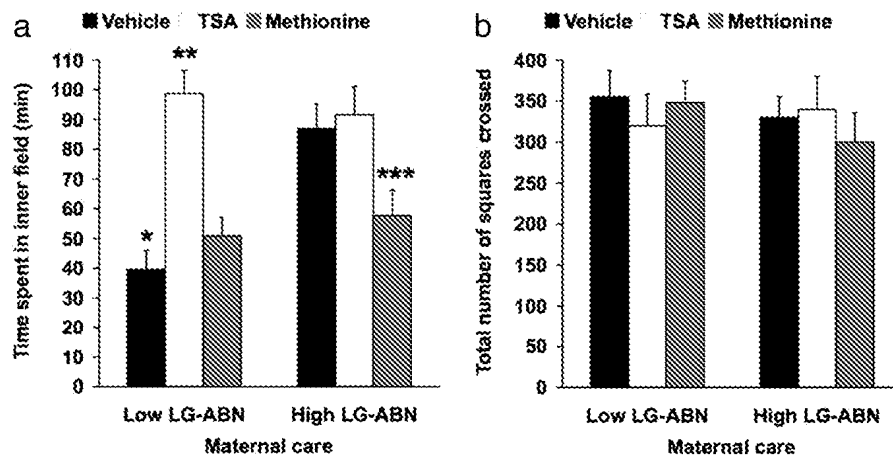 a
Vehicle TSA Methionine
Time spent in inner field (min)
110
100
90
80
70
60
50
40
30
20
10
0
*
**
***
Low LG-ABN High LG-ABN
Maternal care
b
Vehicle TSA Methionine
Total number of squares crossed
400
350
300
250
200
150
100
50
0
Low LG-ABN High LG-ABN
Maternal care